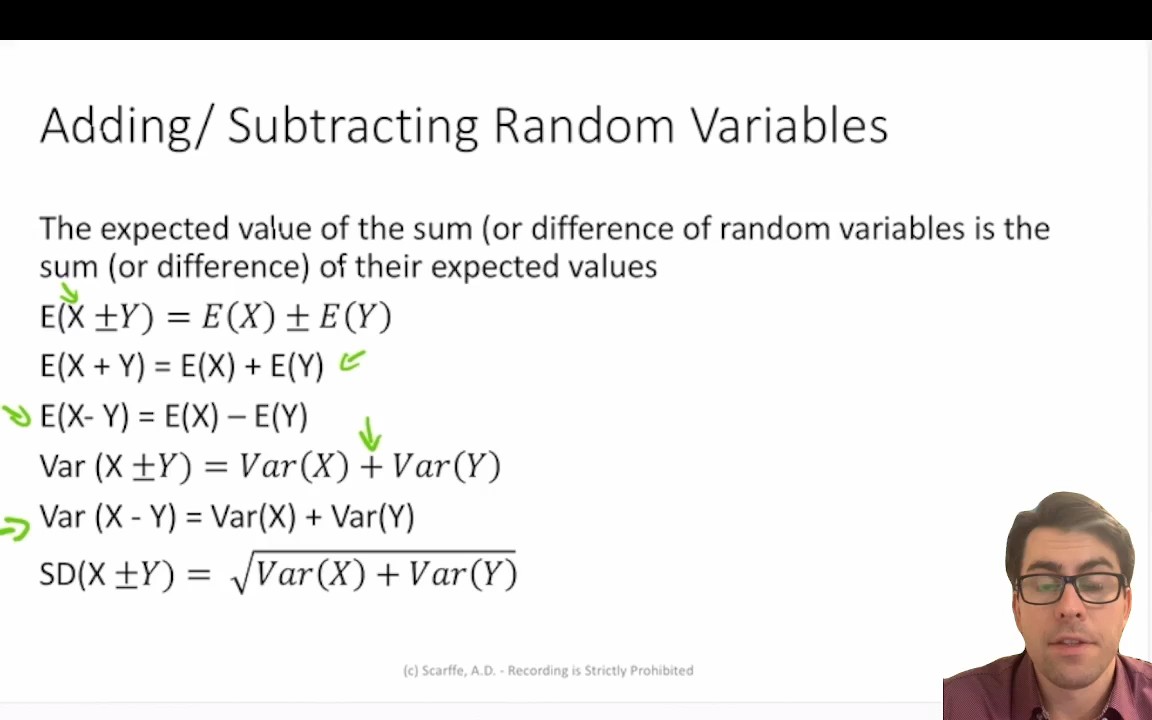 Adding/ Subtracting Random Variables
The expected value of the sum (or difference of random variables is the
sum (or difference) of their expected values
E(X ±Y) = E(X) ± E(Y)
E(X + Y) = E(X) + E(Y)
E(X- Y) = E(X) – E(Y)
Var (X ±Y) = Var(X) + Var(Y)
Var (X - Y) = Var(X) + Var(Y)
SD(X ±Y) = √Var(X) + Var(Y)
(c) Scarffe, A.D. - Recording is Strictly Prohibited